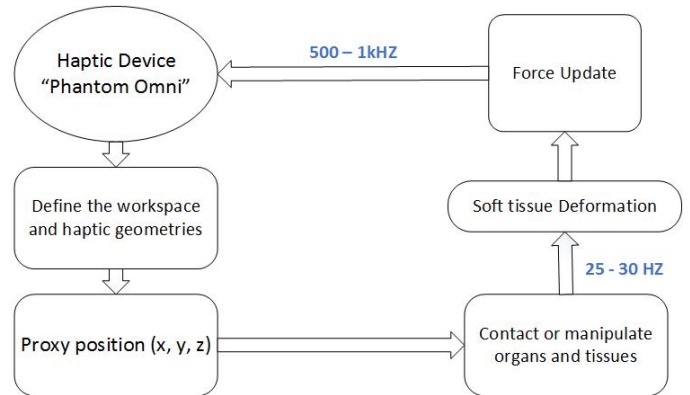 Haptic Device
“Phantom Omni”
500 – 1kHZ
Force Update
Define the workspace
and haptic geometries
Soft tissue Deformation
25 - 30 HZ
Proxy position (x, y, z)
Contact or manipulate
organs and tissues